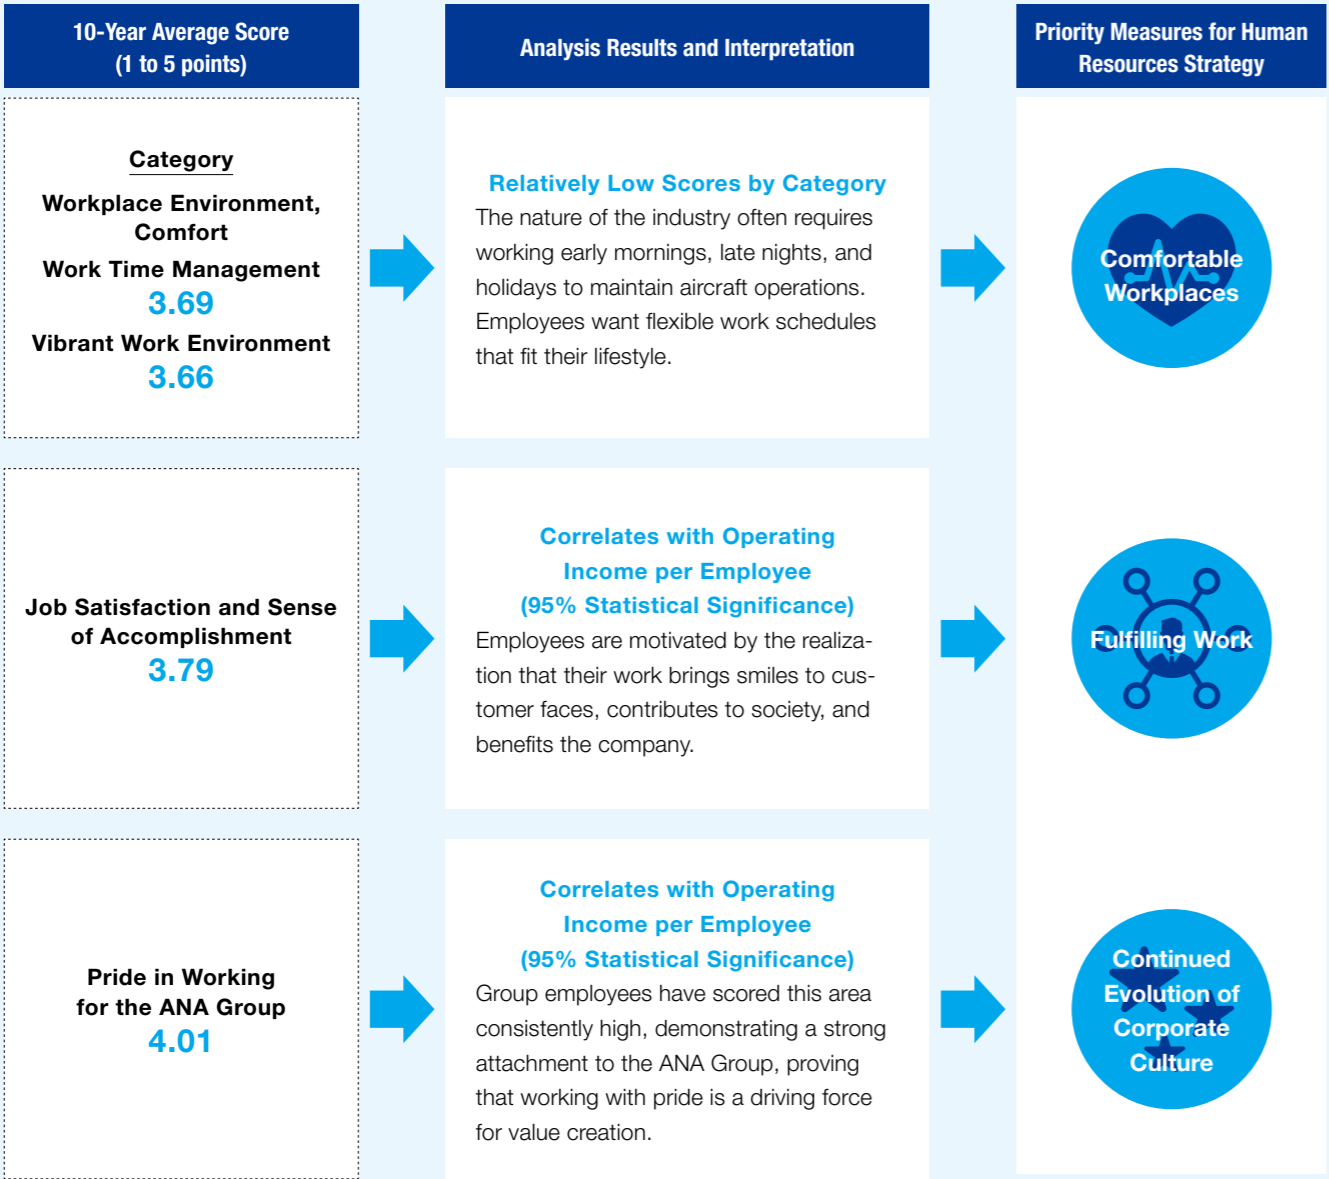 10-Year Average Score
(1 to 5 points)
Analysis Results and Interpretation
Priority Measures for Human
Resources Strategy
Category
Workplace Environment,
Comfort
Work Time Management
3.69
Vibrant Work Environment
3.66
Relatively Low Scores by Category
The nature of the industry often requires
working early mornings, late nights, and
holidays to maintain aircraft operations.
Employees want flexible work schedules
that fit their lifestyle.
Comfortable
Workplaces
Job Satisfaction and Sense
of Accomplishment
3.79
Correlates with Operating
Income per Employee
(95% Statistical Significance)
Employees are motivated by the realiza-
tion that their work brings smiles to cus-
tomer faces, contributes to society, and
benefits the company.
Fulfilling Work
Pride in Working
for the ANA Group
4.01
Correlates with Operating
Income per Employee
(95% Statistical Significance)
Group employees have scored this area
consistently high, demonstrating a strong
attachment to the ANA Group, proving
that working with pride is a driving force
for value creation.
Continued
Evolution of
Corporate
Culture